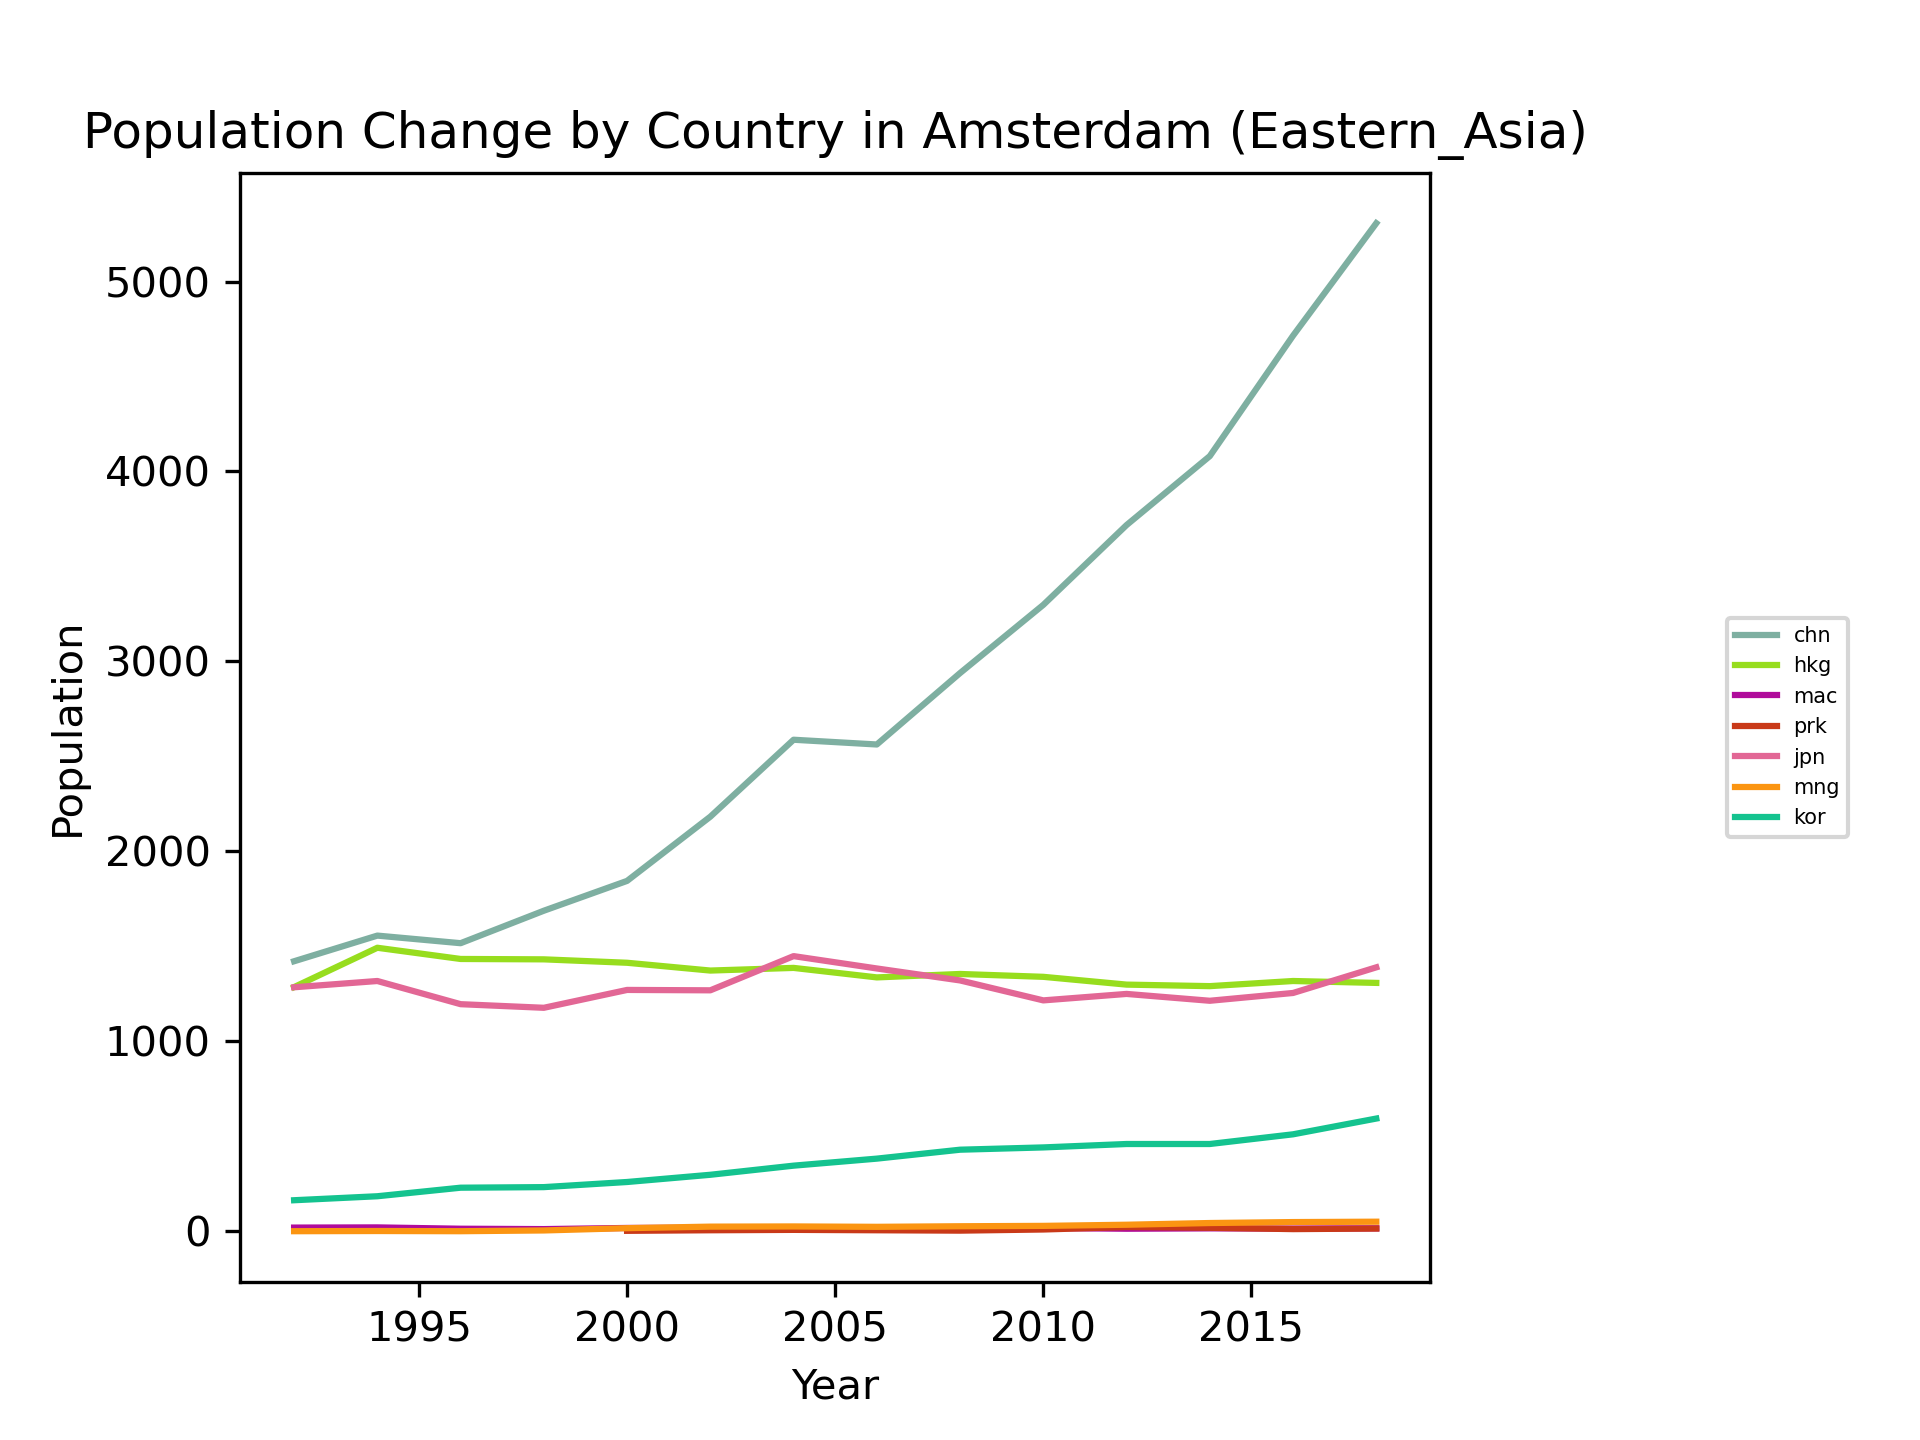 Population Change by Country in Amsterdam (Eastern_Asia)
5000
4000
3000
2000
1000
0
Population
1995 2000 2005 2010 2015
Year
chn
hkg
mac
prk
jpn
mng
kor